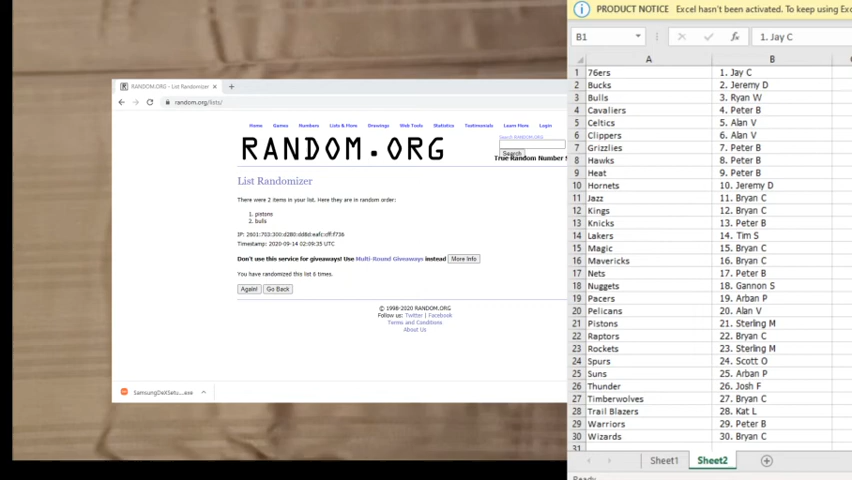 PRODUCT NOTICE Excel hasn't been activated. To keep using Exc
B1
1. Jay C
RANDOM.ORG - List Randomizer
random.org/lists/
Home Games Numbers Lists & More Drawings Web Tools Statistics Testimonials Learn More Login
RANDOM.ORG
Search RANDOM.ORG
Search
True Random Number S
List Randomizer
There were 2 items in your list. Here they are in random order:
1. pistons
2. bulls
Timestamp: 2020-09-14 02:09:35 UTC
Don't use this service for giveaways! Use Multi-Round Giveaways instead More Info
You have randomized this list 6 times.
Again! Go Back
© 1998-2020 RANDOM.ORG
Follow us: Twitter | Facebook
Terms and Conditions
About Us
SamsungDeXSetu....exe
A B
1 76ers 1. Jay C
2 Bucks 2. Jeremy D
3 Bulls 3. Ryan W
4 Cavaliers 4. Peter B
5 Celtics 5. Alan V
6 Clippers 6. Alan V
7 Grizzlies 7. Peter B
8 Hawks 8. Peter B
9 Heat 9. Peter B
10 Hornets 10. Jeremy D
11 Jazz 11. Bryan C
12 Kings 12. Bryan C
13 Knicks 13. Peter B
14 Lakers 14. Tim S
15 Magic 15. Bryan C
16 Mavericks 16. Bryan C
17 Nets 17. Peter B
18 Nuggets 18. Gannon S
19 Pacers 19. Arban P
20 Pelicans 20. Alan V
21 Pistons 21. Sterling M
22 Raptors 22. Bryan C
23 Rockets 23. Sterling M
24 Spurs 24. Scott O
25 Suns 25. Arban P
26 Thunder 26. Josh F
27 Timberwolves 27. Bryan C
28 Trail Blazers 28. Kat L
29 Warriors 29. Peter B
30 Wizards 30. Bryan C
31
Sheet1 Sheet2
Ready